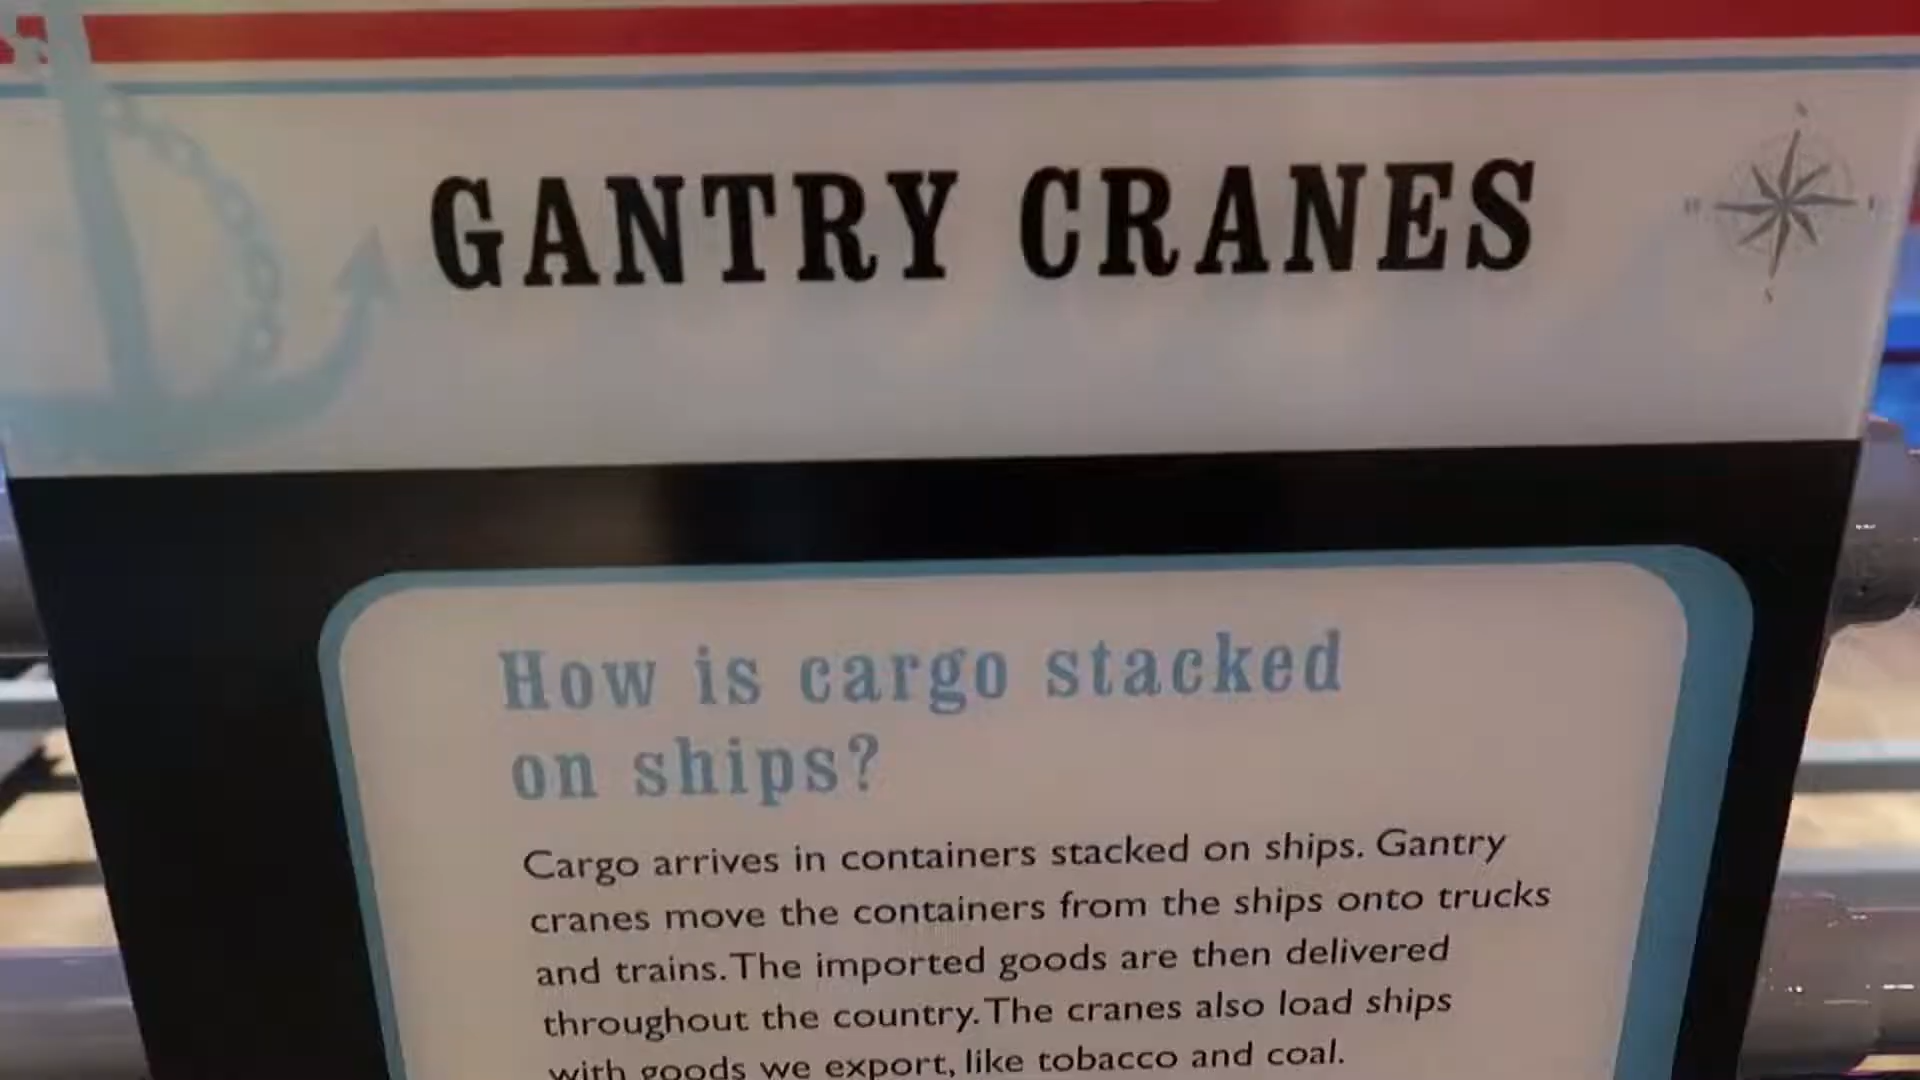 GANTRY CRANES
How is cargo stacked
on ships?
Cargo arrives in containers stacked on ships. Gantry
cranes move the containers from the ships onto trucks
and trains. The imported goods are then delivered
throughout the country. The cranes also load ships
with goods we export, like tobacco and coal.